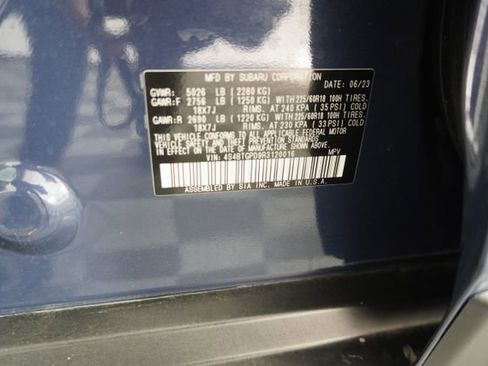 MFD BY SUBARU CORPORATION DATE: 06/23
GVWR: 5026 LB ( 2280 KG)
GAWR:F 2756 LB ( 1250 KG) WITH 225/60R18 100H TIRES.
18X7J RIMS. AT 240 KPA ( 35 PSI) COLD
GAWR:R 2690 LB ( 1220 KG) WITH 225/60R18 100H TIRES.
18X7J RIMS. AT 230 KPA ( 33 PSI) COLD
THIS VEHICLE CONFORMS TO ALL APPLICABLE FEDERAL MOTOR
VEHICLE SAFETY AND THEFT PREVENTION STANDARDS
IN EFFECT ON THE DATE OF MANUFACTURE SHOWN ABOVE.
VIN: 4S4BTGPD9R3120016 MPV
ASSEMBLED BY SIA INC. MADE IN U.S.A.